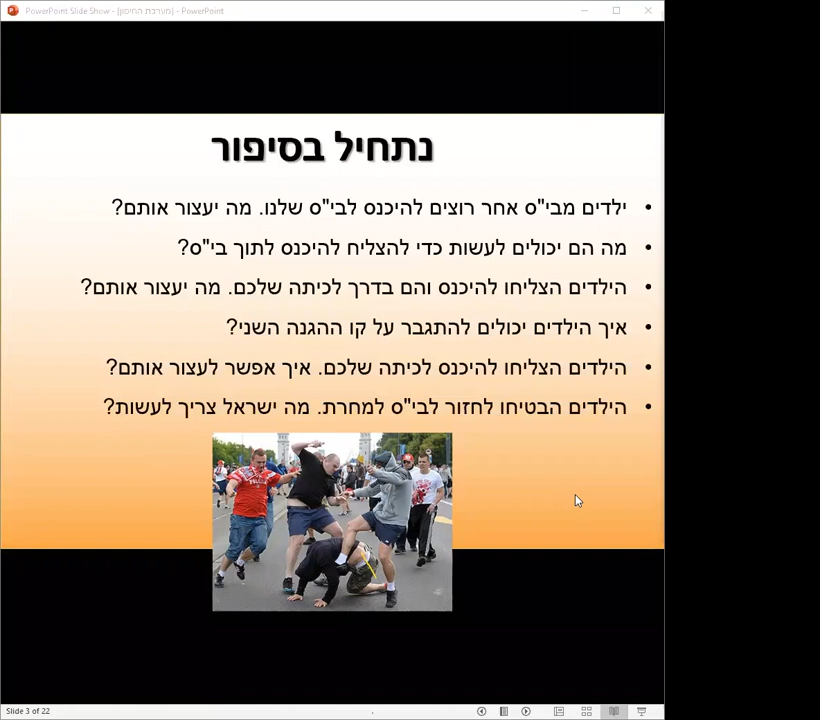 PowerPoint Slide Show - [מערכת החיסון] - PowerPoint
נתחיל בסיפור
• ילדים מבי"ס אחר רוצים להיכנס לבי"ס שלנו. מה יעצור אותם?
• מה הם יכולים לעשות כדי להצליח להיכנס לתוך בי"ס?
• הילדים הצליחו להיכנס והם בדרך לכיתה שלכם. מה יעצור אותם?
• איך הילדים יכולים להתגבר על קו ההגנה השני?
• הילדים הצליחו להיכנס לכיתה שלכם. איך אפשר לעצור אותם?
• הילדים הבטיחו לחזור לבי"ס למחרת. מה ישראל צריך לעשות?
Slide 3 of 22